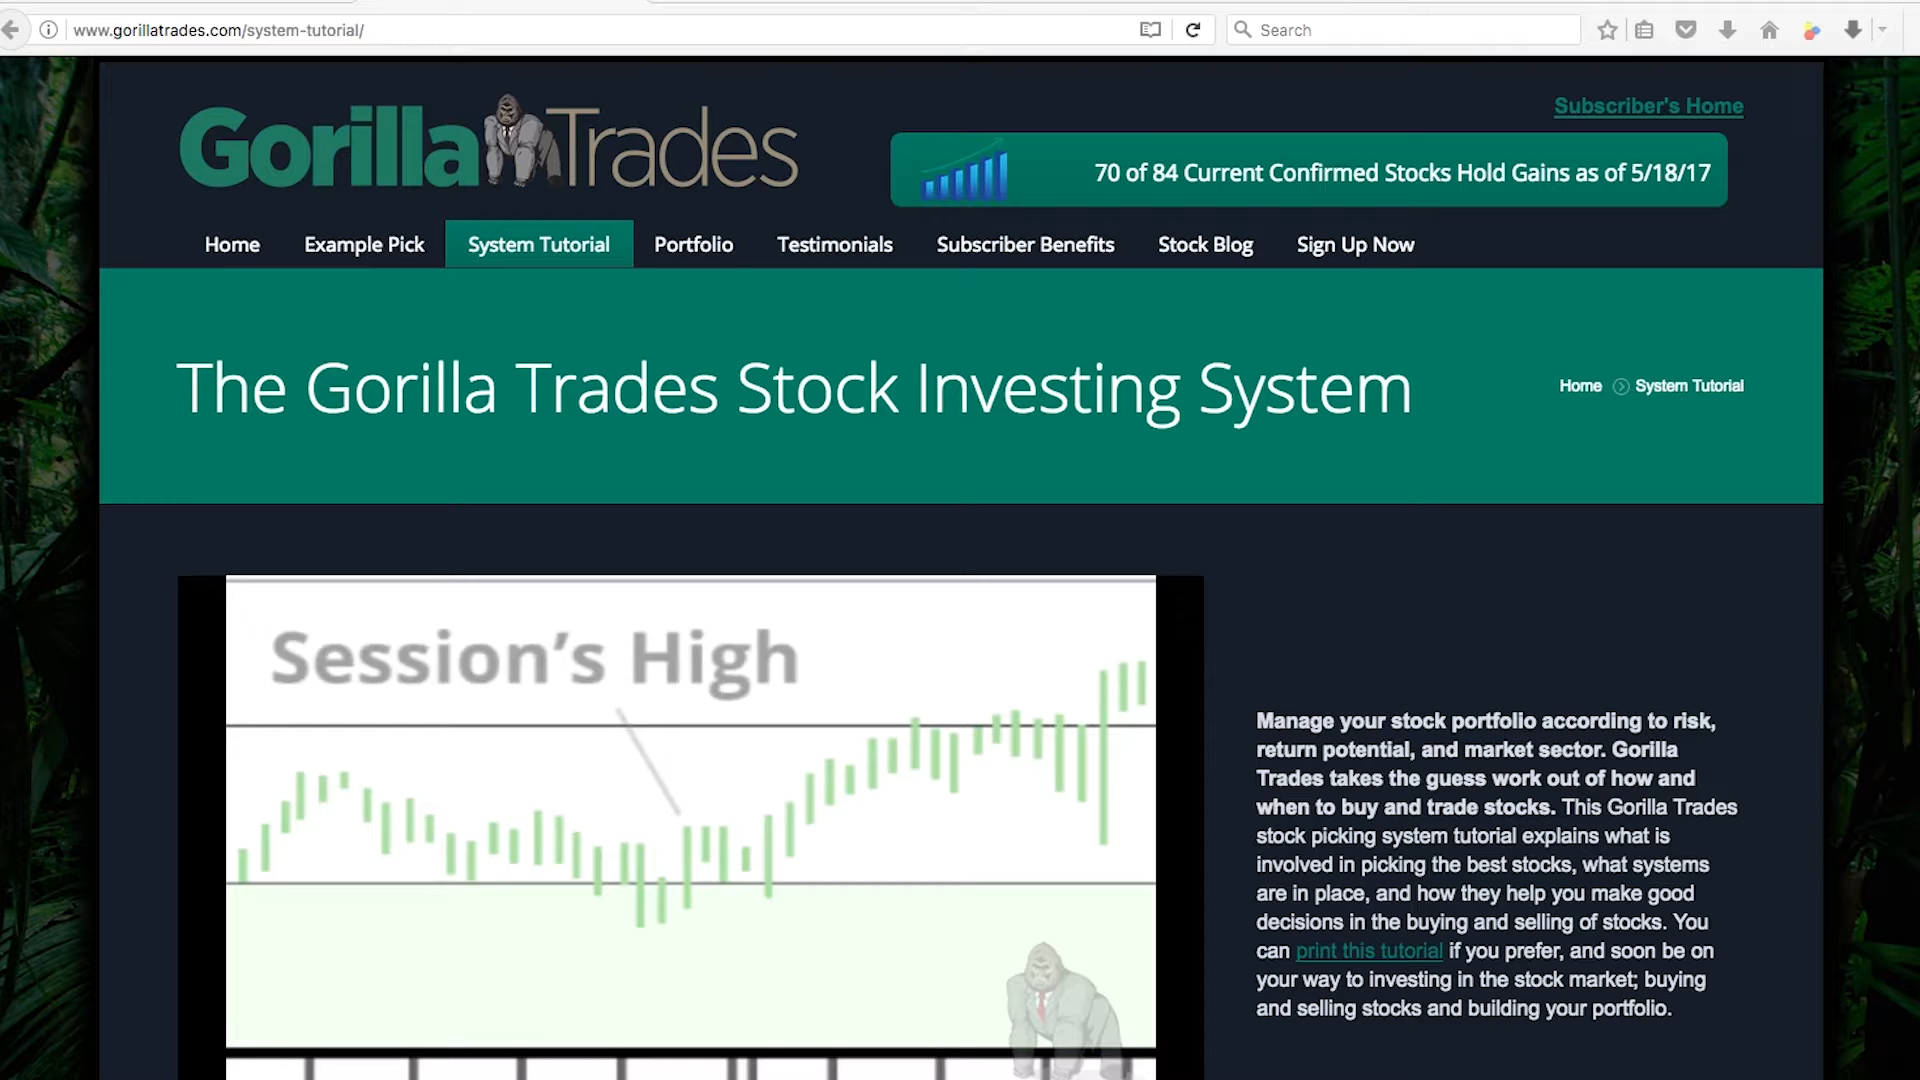 www.gorillatrades.com/system-tutorial/
Search
Subscriber's Home
Gorilla Trades
70 of 84 Current Confirmed Stocks Hold Gains as of 5/18/17
Home Example Pick System Tutorial Portfolio Testimonials Subscriber Benefits Stock Blog Sign Up Now
The Gorilla Trades Stock Investing System
Home System Tutorial
Session's High
Manage your stock portfolio according to risk,
return potential, and market sector. Gorilla
Trades takes the guess work out of how and
when to buy and trade stocks. This Gorilla Trades
stock picking system tutorial explains what is
involved in picking the best stocks, what systems
are in place, and how they help you make good
decisions in the buying and selling of stocks. You
can print this tutorial if you prefer, and soon be on
your way to investing in the stock market; buying
and selling stocks and building your portfolio.